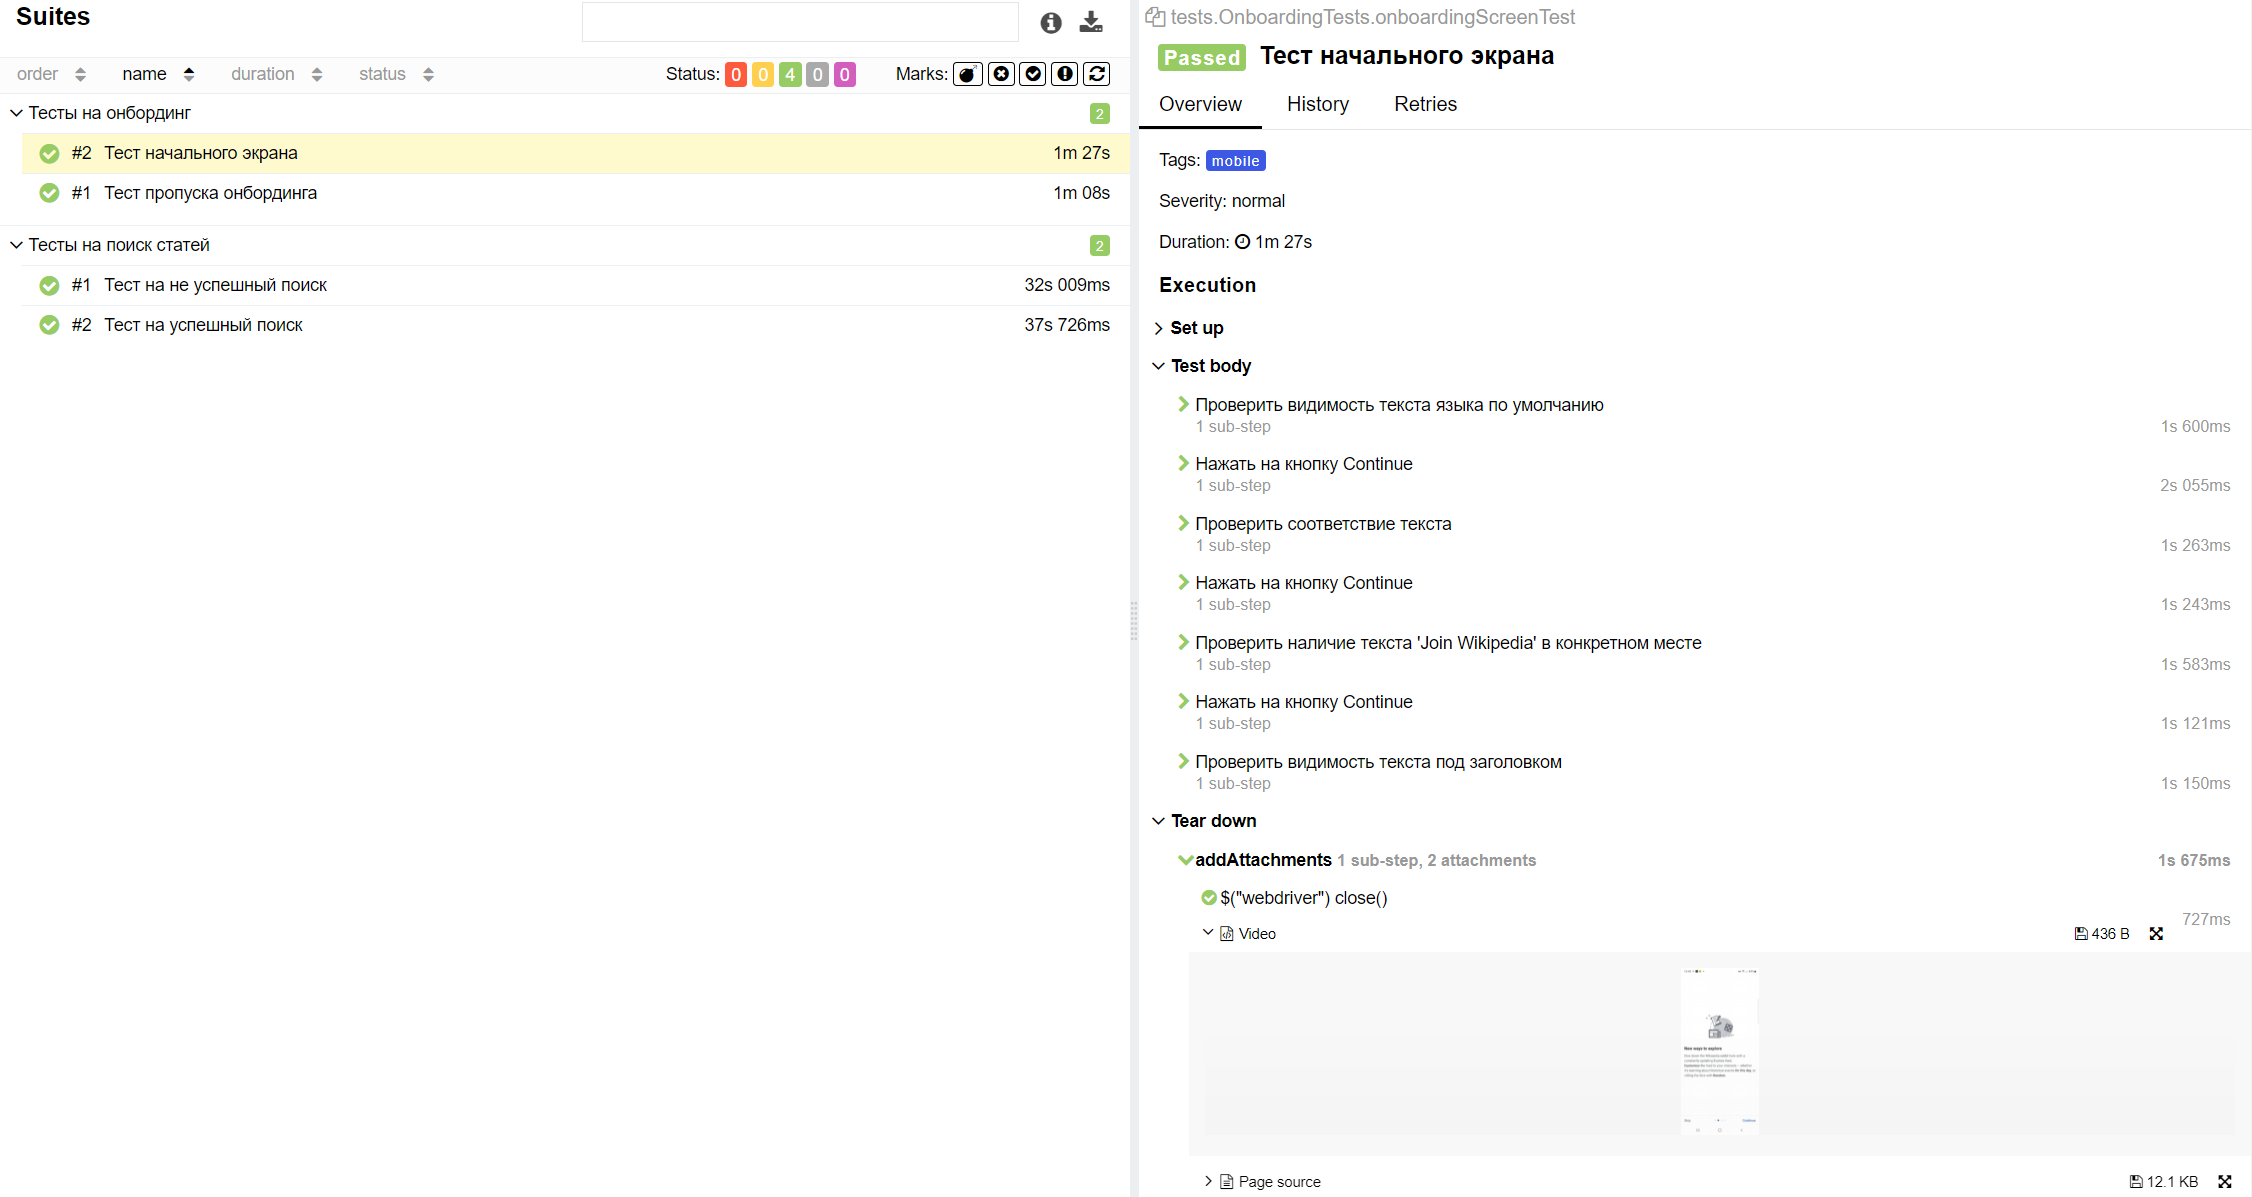 Suites
order name duration status Status: 0 0 4 0 0 Marks:
Тесты на онбординг 2
#2 Тест начального экрана 1m 27s
#1 Тест пропуска онбординга 1m 08s
Тесты на поиск статей 2
#1 Тест на не успешный поиск 32s 009ms
#2 Тест на успешный поиск 37s 726ms
tests.OnboardingTests.onboardingScreenTest
Passed Тест начального экрана
Overview History Retries
Tags: mobile
Severity: normal
Duration: 1m 27s
Execution
Set up
Test body
Проверить видимость текста языка по умолчанию
1 sub-step 1s 600ms
Нажать на кнопку Continue
1 sub-step 2s 055ms
Проверить соответствие текста
1 sub-step 1s 263ms
Нажать на кнопку Continue
1 sub-step 1s 243ms
Проверить наличие текста 'Join Wikipedia' в конкретном месте
1 sub-step 1s 583ms
Нажать на кнопку Continue
1 sub-step 1s 121ms
Проверить видимость текста под заголовком
1 sub-step 1s 150ms
Tear down
addAttachments 1 sub-step, 2 attachments 1s 675ms
$("webdriver") close()
727ms
Video 436 B
New ways to explore
Page source 12.1 KB